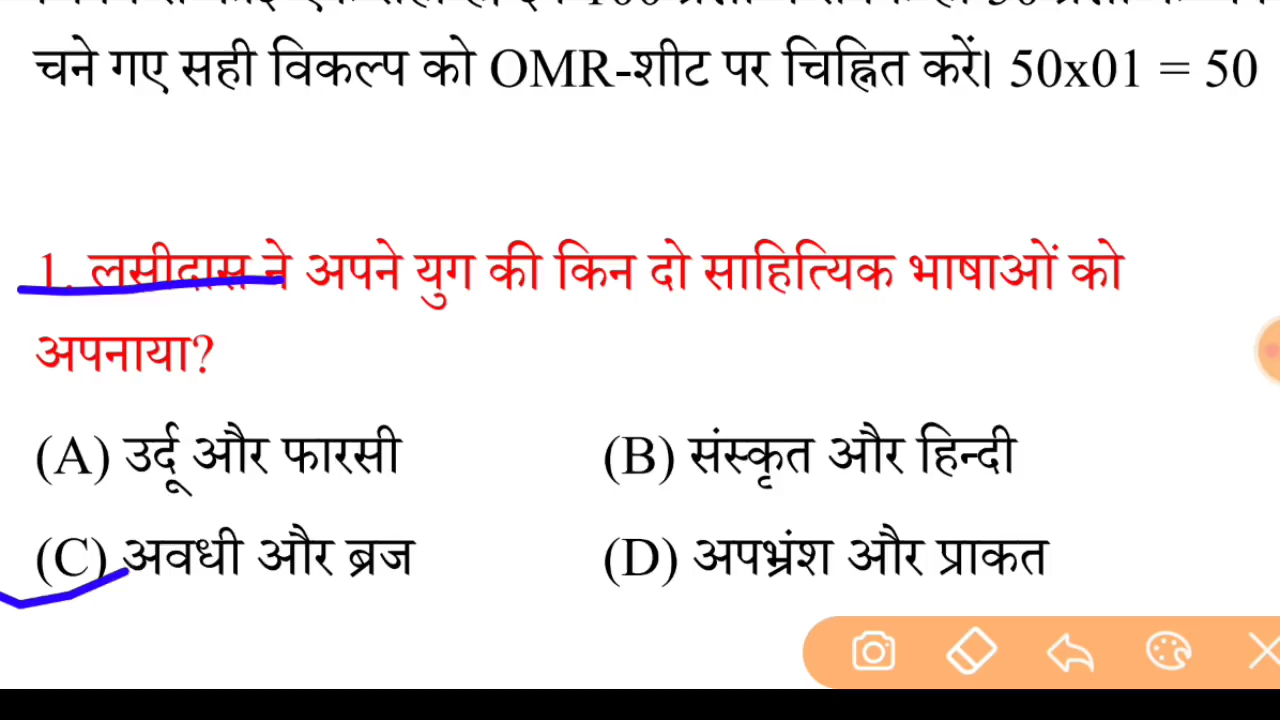 चने गए सही विकल्प को OMR-शीट पर चिह्नित करें। 50x01 = 50
1. लसीदास ने अपने युग की किन दो साहित्यिक भाषाओं को
अपनाया?
(A) उर्दू और फारसी (B) संस्कृत और हिन्दी
(C) अवधी और ब्रज (D) अपभ्रंश और प्राकत